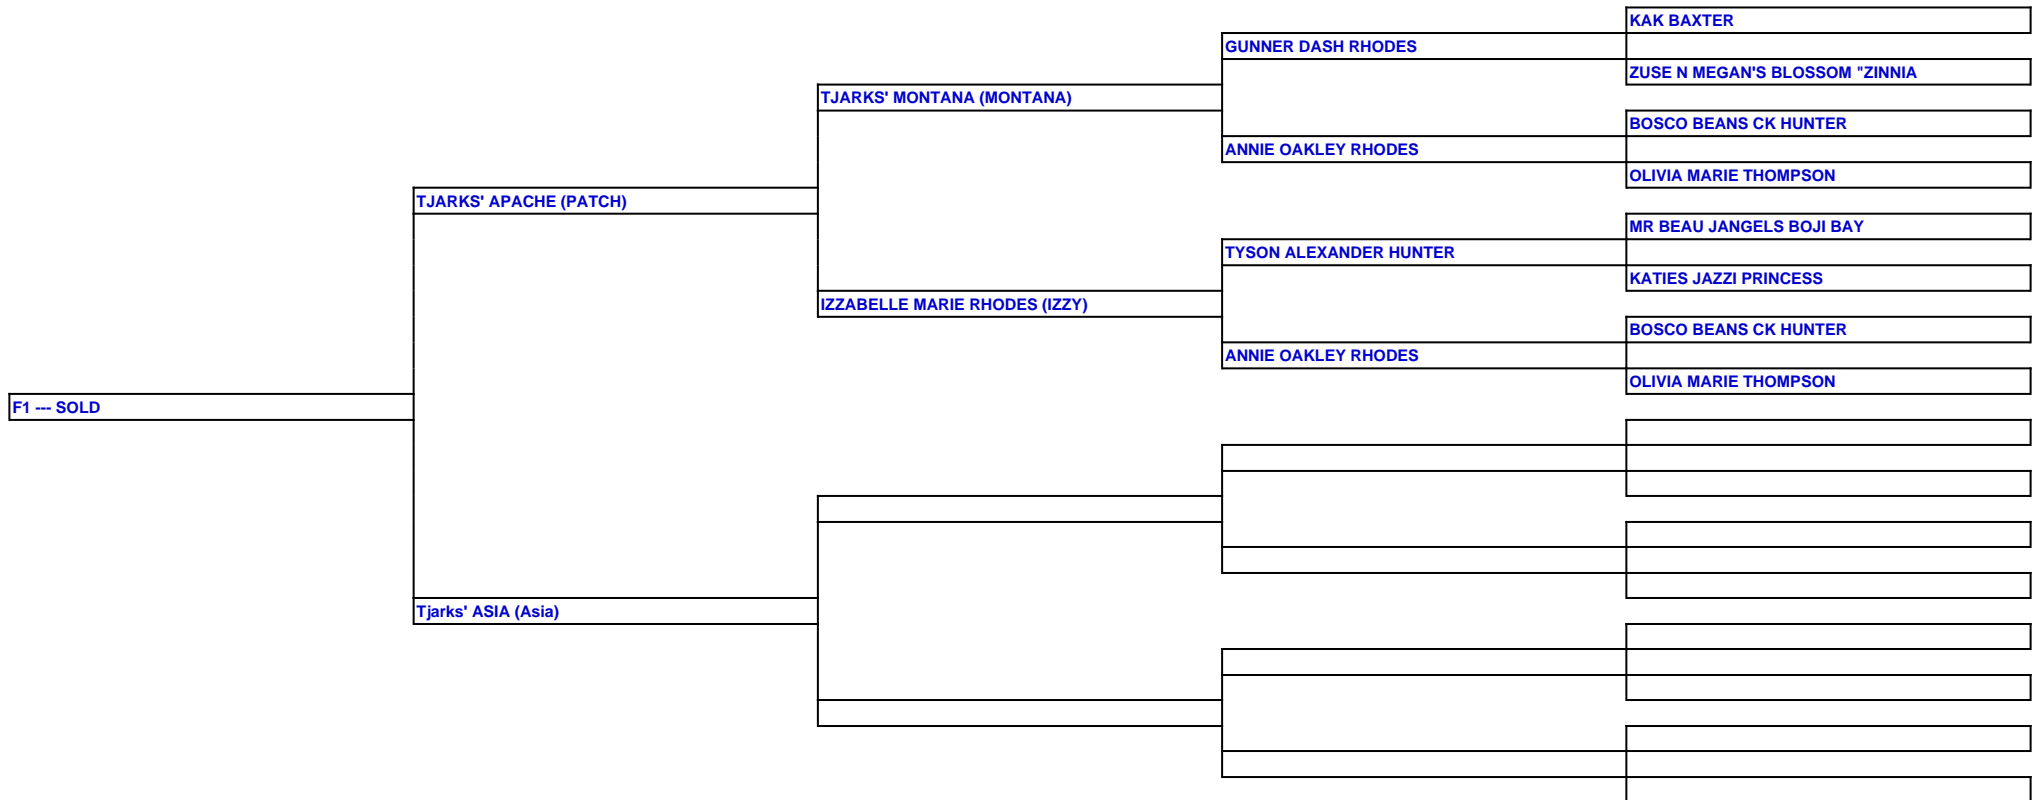 KAK BAXTER
GUNNER DASH RHODES
ZUSE N MEGAN'S BLOSSOM "ZINNIA
TJARKS' MONTANA (MONTANA)
BOSCO BEANS CK HUNTER
ANNIE OAKLEY RHODES
OLIVIA MARIE THOMPSON
TJARKS' APACHE (PATCH)
MR BEAU JANGELS BOJI BAY
TYSON ALEXANDER HUNTER
KATIES JAZZI PRINCESS
IZZABELLE MARIE RHODES (IZZY)
BOSCO BEANS CK HUNTER
ANNIE OAKLEY RHODES
OLIVIA MARIE THOMPSON
F1 --- SOLD
Tjarks' ASIA (Asia)